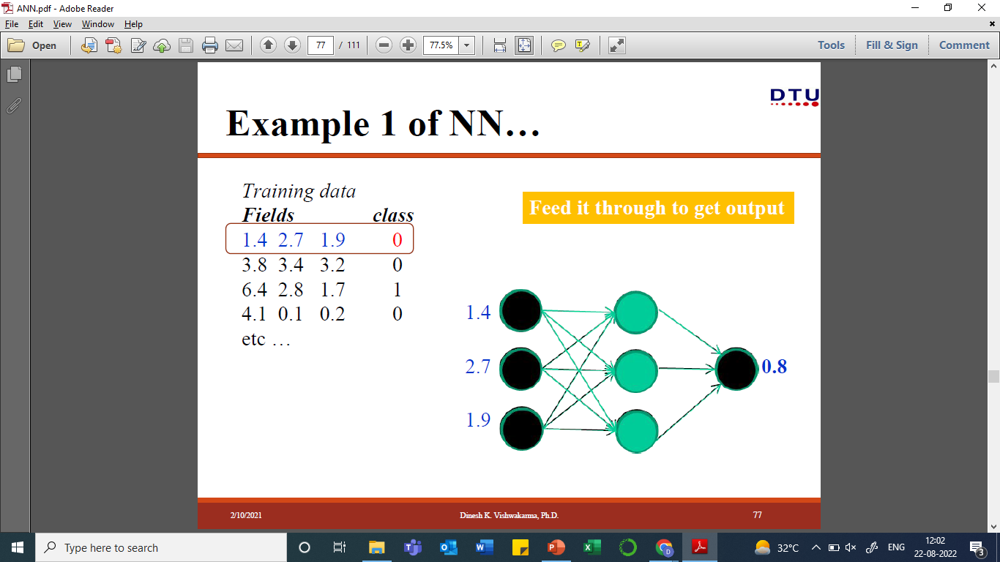 ANN.pdf - Adobe Reader
File Edit View Window Help
Open 77 / 111 77.5% Tools Fill & Sign Comment
DTU
Example 1 of NN…
Training data
Fields class
1.4 2.7 1.9 0
3.8 3.4 3.2 0
6.4 2.8 1.7 1
4.1 0.1 0.2 0
etc …
Feed it through to get output
1.4
2.7
1.9
0.8
2/10/2021 Dinesh K. Vishwakarma, Ph.D. 77
Type here to search 32°C ENG 12:02
22-08-2022 3